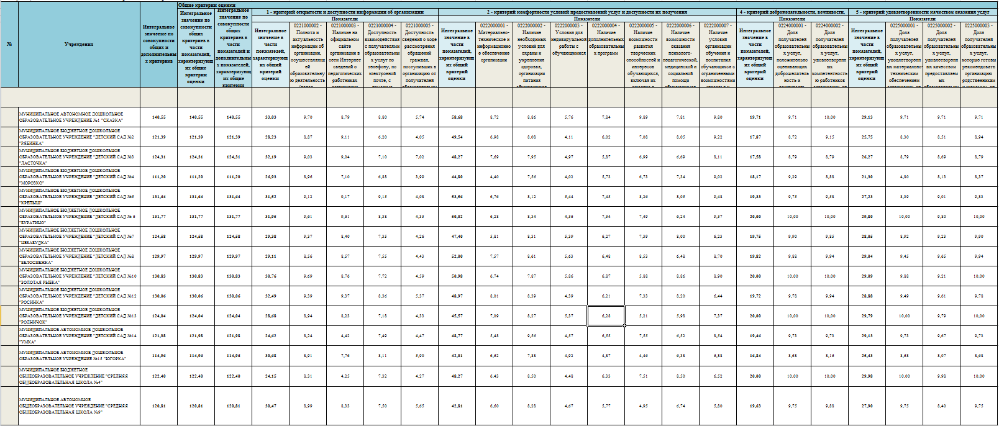 Общие критерии оценки
1 - критерий открытости и доступности информации об организации
2 - критерий комфортности условий предоставлений услуг и доступности их получения
4 - критерий доброжелательности, вежливости,
5 - критерий удовлетворенности качеством оказания услуг
Показатели
Показатели
Показатели
Показатели
№
Учреждения
Интегральное
значение по
совокупности
общих и
дополнительны
х критериев
Интегральное
значение по
совокупности
общих
критериев в
части
показателей,
характеризующ
их общие
критерии
оценки
Интегральное
значение по
совокупности
общих
критериев в
части
показателей и
дополнительны
х показателей,
характеризующ
их общие
критерии
Интегральное
значение в
части
показателей,
характеризующ
их общий
критерий
оценки
0221000002 -
Полнота и
актуальность
информации об
организации,
осуществляющ
ей
образовательну
ю деятельность
0221000003 -
Наличие на
официальном
сайте
организации в
сети Интернет
сведений о
педагогических
работниках
0221000004 -
Доступность
взаимодействия
с получателями
образовательны
х услуг по
телефону, по
электронной
почте, с
0221000005 -
Доступность
сведений о ходе
рассмотрения
обращений
граждан,
поступивших в
организацию от
получателей
Интегральное
значение в
части
показателей,
характеризующ
их общий
критерий
оценки
0222000001 -
Материально-
техническое и
информационно
е обеспечение
организации
0222000002 -
Наличие
необходимых
условий для
охраны и
укрепления
здоровья,
организации
питания
0222000003 -
Условия для
индивидуальной
работы с
обучающимися
0222000004 -
Наличие
дополнительных
образовательны
х программ
0222000005 -
Наличие
возможности
развития
творческих
способностей и
интересов
обучающихся,
включая их
0222000006 -
Наличие
возможности
оказания
психолого-
педагогической,
медицинской и
социальной
помощи
0222000007 -
Наличие
условий
организации
обучения и
воспитания
обучающихся с
ограниченными
возможностями
Интегральное
значение в
части
показателей,
характеризующ
их общий
критерий
оценки
0224000001 -
Доля
получателей
образовательны
х услуг,
положительно
оценивающих
доброжелатель
ность и
0224000002 -
Доля
получателей
образовательны
х услуг,
удовлетворенн
ых
компетентность
ю работников
Интегральное
значение в
части
показателей,
характеризующ
их общий
критерий
оценки
0225000001 -
Доля
получателей
образовательны
х услуг,
удовлетворенн
ых материально-
техническим
обеспечением
0225000002 -
Доля
получателей
образовательны
х услуг,
удовлетворенн
ых качеством
предоставляем
ых
0225000003 -
Доля
получателей
образовательны
х услуг,
которые готовы
рекомендовать
организацию
родственникам
МУНИЦИПАЛЬНОЕ АВТОНОМНОЕ ДОШКОЛЬНОЕ
ОБРАЗОВАТЕЛЬНОЕ УЧРЕЖДЕНИЕ №1 "СКАЗКА"
140,55 140,55 140,55 33,03 9,70 8,79 8,80 5,74 58,68 8,72 8,86 5,76 7,84 9,89 7,81 9,80 19,71 9,71 10,00 29,13 9,71 9,71 9,71
МУНИЦИПАЛЬНОЕ БЮДЖЕТНОЕ ДОШКОЛЬНОЕ
ОБРАЗОВАТЕЛЬНОЕ УЧРЕЖДЕНИЕ "ДЕТСКИЙ САД №2
"РЯБИНКА"
121,39 121,39 121,39 28,23 8,87 9,11 6,20 4,05 49,54 6,98 8,08 4,11 6,02 7,08 8,05 9,22 17,87 8,72 9,15 25,75 8,30 8,51 8,94
МУНИЦИПАЛЬНОЕ БЮДЖЕТНОЕ ДОШКОЛЬНОЕ
ОБРАЗОВАТЕЛЬНОЕ УЧРЕЖДЕНИЕ "ДЕТСКИЙ САД №3
"ЛАСТОЧКА"
124,31 124,31 124,31 32,19 9,03 9,04 7,10 7,02 48,27 7,69 7,95 4,97 5,87 6,99 6,69 8,11 17,58 8,79 8,79 26,27 8,79 8,69 8,79
МУНИЦИПАЛЬНОЕ БЮДЖЕТНОЕ ДОШКОЛЬНОЕ
ОБРАЗОВАТЕЛЬНОЕ УЧРЕЖДЕНИЕ "ДЕТСКИЙ САД №4
"МОРОЗКО"
111,20 111,20 111,20 26,93 8,96 7,10 6,88 3,99 44,80 4,40 7,56 4,02 5,73 6,73 7,34 9,02 18,17 9,29 8,88 21,30 4,80 8,13 8,37
МУНИЦИПАЛЬНОЕ БЮДЖЕТНОЕ ДОШКОЛЬНОЕ
ОБРАЗОВАТЕЛЬНОЕ УЧРЕЖДЕНИЕ "ДЕТСКИЙ САД №5
"КРЕПЫШ"
131,64 131,64 131,64 31,52 9,12 9,17 9,15 4,08 53,56 6,76 8,12 5,44 7,45 8,26 8,05 9,48 19,33 9,75 9,58 27,23 8,39 9,01 9,83
МУНИЦИПАЛЬНОЕ БЮДЖЕТНОЕ ДОШКОЛЬНОЕ
ОБРАЗОВАТЕЛЬНОЕ УЧРЕЖДЕНИЕ "ДЕТСКИЙ САД № 6
"БУРАТИНО"
131,77 131,77 131,77 31,95 9,61 9,61 8,38 4,35 50,02 6,28 8,34 4,56 7,54 7,49 6,24 9,57 20,00 10,00 10,00 29,80 10,00 9,80 10,00
МУНИЦИПАЛЬНОЕ БЮДЖЕТНОЕ ДОШКОЛЬНОЕ
ОБРАЗОВАТЕЛЬНОЕ УЧРЕЖДЕНИЕ "ДЕТСКИЙ САД №7
"НЕЗАБУДКА"
124,58 124,58 124,58 29,38 9,37 8,40 7,35 4,26 47,40 5,81 8,31 5,39 6,27 7,39 8,00 6,23 19,75 9,90 9,85 28,05 8,92 9,23 9,90
МУНИЦИПАЛЬНОЕ БЮДЖЕТНОЕ ДОШКОЛЬНОЕ
ОБРАЗОВАТЕЛЬНОЕ УЧРЕЖДЕНИЕ "ДЕТСКИЙ САД №8
"БЕЛОСНЕЖКА"
129,97 129,97 129,97 29,11 8,56 8,57 7,55 4,43 52,00 7,57 8,61 5,63 6,48 8,53 6,48 8,70 19,82 9,88 9,94 29,04 9,45 9,65 9,94
МУНИЦИПАЛЬНОЕ БЮДЖЕТНОЕ ДОШКОЛЬНОЕ
ОБРАЗОВАТЕЛЬНОЕ УЧРЕЖДЕНИЕ "ДЕТСКИЙ САД №10
"ЗОЛОТАЯ РЫБКА"
130,83 130,83 130,83 30,76 9,69 8,76 7,72 4,59 50,98 6,74 7,87 5,86 6,87 5,88 8,86 8,90 20,00 10,00 10,00 29,09 9,88 9,21 10,00
МУНИЦИПАЛЬНОЕ БЮДЖЕТНОЕ ДОШКОЛЬНОЕ
ОБРАЗОВАТЕЛЬНОЕ УЧРЕЖДЕНИЕ "ДЕТСКИЙ САД №12
"РОСИНКА"
130,06 130,06 130,06 32,49 9,39 9,37 8,36 5,37 48,97 8,01 8,39 4,39 6,21 7,33 8,20 6,44 19,72 9,78 9,94 28,88 9,49 9,61 9,78
МУНИЦИПАЛЬНОЕ БЮДЖЕТНОЕ ДОШКОЛЬНОЕ
ОБРАЗОВАТЕЛЬНОЕ УЧРЕЖДЕНИЕ "ДЕТСКИЙ САД №13
"РОДНИЧОК"
124,04 124,04 124,04 28,68 8,94 8,23 7,18 4,33 45,57 7,09 8,27 5,37 6,28 5,21 5,98 7,37 20,00 10,00 10,00 29,79 10,00 9,79 10,00
МУНИЦИПАЛЬНОЕ АВТОНОМНОЕ ДОШКОЛЬНОЕ
ОБРАЗОВАТЕЛЬНОЕ УЧРЕЖДЕНИЕ "ДЕТСКИЙ САД №14
"УМКА"
121,98 121,98 121,98 24,62 8,24 4,42 7,49 4,47 48,77 5,48 9,56 4,57 6,55 7,55 6,52 8,54 19,46 9,73 9,73 29,13 9,73 9,67 9,73
МУНИЦИПАЛЬНОЕ АВТОНОМНОЕ ДОШКОЛЬНОЕ
ОБРАЗОВАТЕЛЬНОЕ УЧРЕЖДЕНИЕ №15 "ЮГОРКА"
114,96 114,96 114,96 30,68 8,91 7,76 8,11 5,90 42,01 6,62 7,88 4,92 4,87 4,46 6,38 6,88 16,84 8,68 8,16 25,43 8,68 8,07 8,68
МУНИЦИПАЛЬНОЕ БЮДЖЕТНОЕ
ОБЩЕОБРАЗОВАТЕЛЬНОЕ УЧРЕЖДЕНИЕ "СРЕДНЯЯ
ОБЩЕОБРАЗОВАТЕЛЬНАЯ ШКОЛА №4"
122,40 122,40 122,40 24,15 8,31 4,25 7,32 4,27 48,27 6,43 8,50 4,48 6,33 7,51 8,50 6,52 20,00 10,00 10,00 29,98 10,00 9,98 10,00
МУНИЦИПАЛЬНОЕ АВТОНОМНОЕ
ОБЩЕОБРАЗОВАТЕЛЬНОЕ УЧРЕЖДЕНИЕ "СРЕДНЯЯ
ОБЩЕОБРАЗОВАТЕЛЬНАЯ ШКОЛА №9"
120,81 120,81 120,81 30,47 8,99 8,33 7,50 5,65 42,81 6,60 8,28 4,67 5,77 4,95 6,74 5,80 19,63 9,75 9,88 27,90 9,75 8,40 9,75